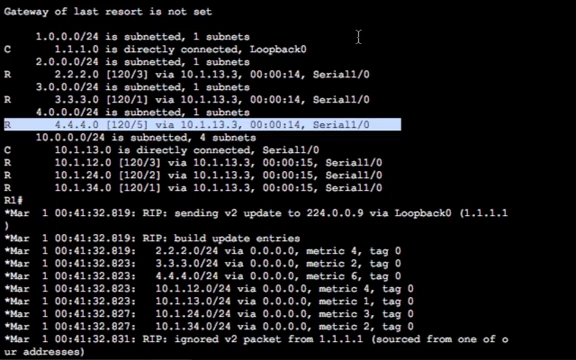 Gateway of last resort is not set
1.0.0.0/24 is subnetted, 1 subnets
C 1.1.1.0 is directly connected, Loopback0
2.0.0.0/24 is subnetted, 1 subnets
R 2.2.2.0 [120/3] via 10.1.13.3, 00:00:14, Serial1/0
3.0.0.0/24 is subnetted, 1 subnets
R 3.3.3.0 [120/1] via 10.1.13.3, 00:00:14, Serial1/0
4.0.0.0/24 is subnetted, 1 subnets
R 4.4.4.0 [120/5] via 10.1.13.3, 00:00:14, Serial1/0
10.0.0.0/24 is subnetted, 4 subnets
C 10.1.13.0 is directly connected, Serial1/0
R 10.1.12.0 [120/3] via 10.1.13.3, 00:00:15, Serial1/0
R 10.1.24.0 [120/2] via 10.1.13.3, 00:00:15, Serial1/0
R 10.1.34.0 [120/1] via 10.1.13.3, 00:00:15, Serial1/0
R1#
*Mar 1 00:41:32.819: RIP: sending v2 update to 224.0.0.9 via Loopback0 (1.1.1.1
)
*Mar 1 00:41:32.819: RIP: build update entries
*Mar 1 00:41:32.819: 2.2.2.0/24 via 0.0.0.0, metric 4, tag 0
*Mar 1 00:41:32.823: 3.3.3.0/24 via 0.0.0.0, metric 2, tag 0
*Mar 1 00:41:32.823: 4.4.4.0/24 via 0.0.0.0, metric 6, tag 0
*Mar 1 00:41:32.823: 10.1.12.0/24 via 0.0.0.0, metric 4, tag 0
*Mar 1 00:41:32.823: 10.1.13.0/24 via 0.0.0.0, metric 1, tag 0
*Mar 1 00:41:32.827: 10.1.24.0/24 via 0.0.0.0, metric 3, tag 0
*Mar 1 00:41:32.827: 10.1.34.0/24 via 0.0.0.0, metric 2, tag 0
*Mar 1 00:41:32.831: RIP: ignored v2 packet from 1.1.1.1 (sourced from one of o
ur addresses)